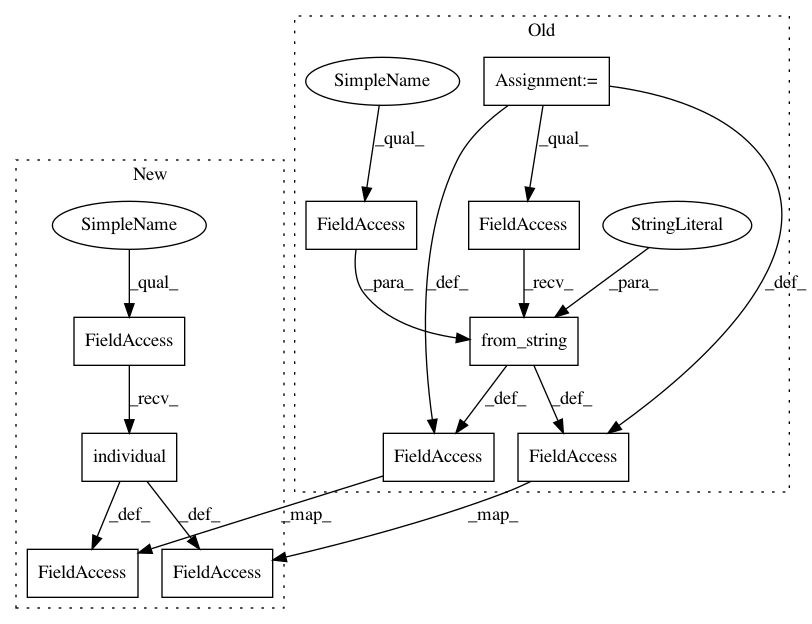 Old
SimpleName
Assignment:=
_qual_
_qual_
New
SimpleName
FieldAccess
FieldAccess
StringLiteral
_qual_
_para_
_def_
_recv_
_para_
_def_
FieldAccess
from_string
_recv_
_def_
_def_
individual
FieldAccess
FieldAccess
_def_
_def_
_map_
_map_
FieldAccess
FieldAccess